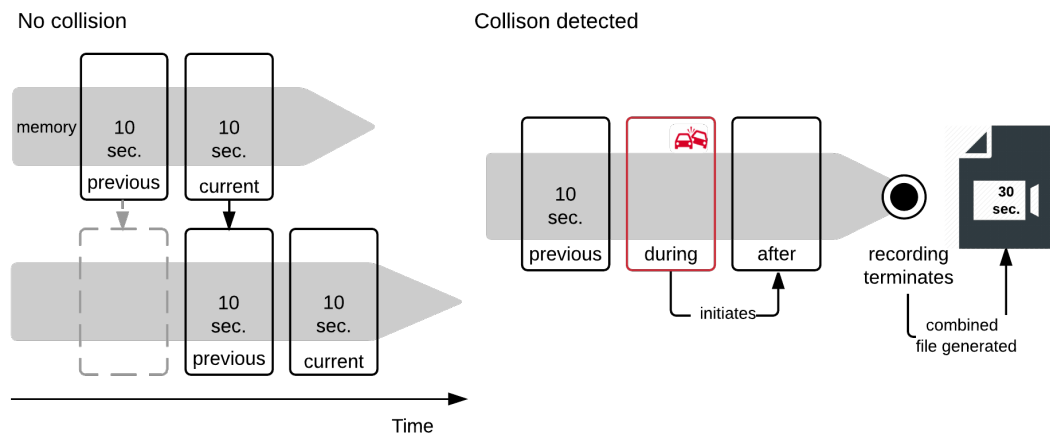 No collision
memory
10
sec.
previous
10
sec.
current
10
sec.
previous
10
sec.
current
Time
Collison detected
10
sec.
previous
during
after
initiates
recording
terminates
30
sec.
combined
file generated